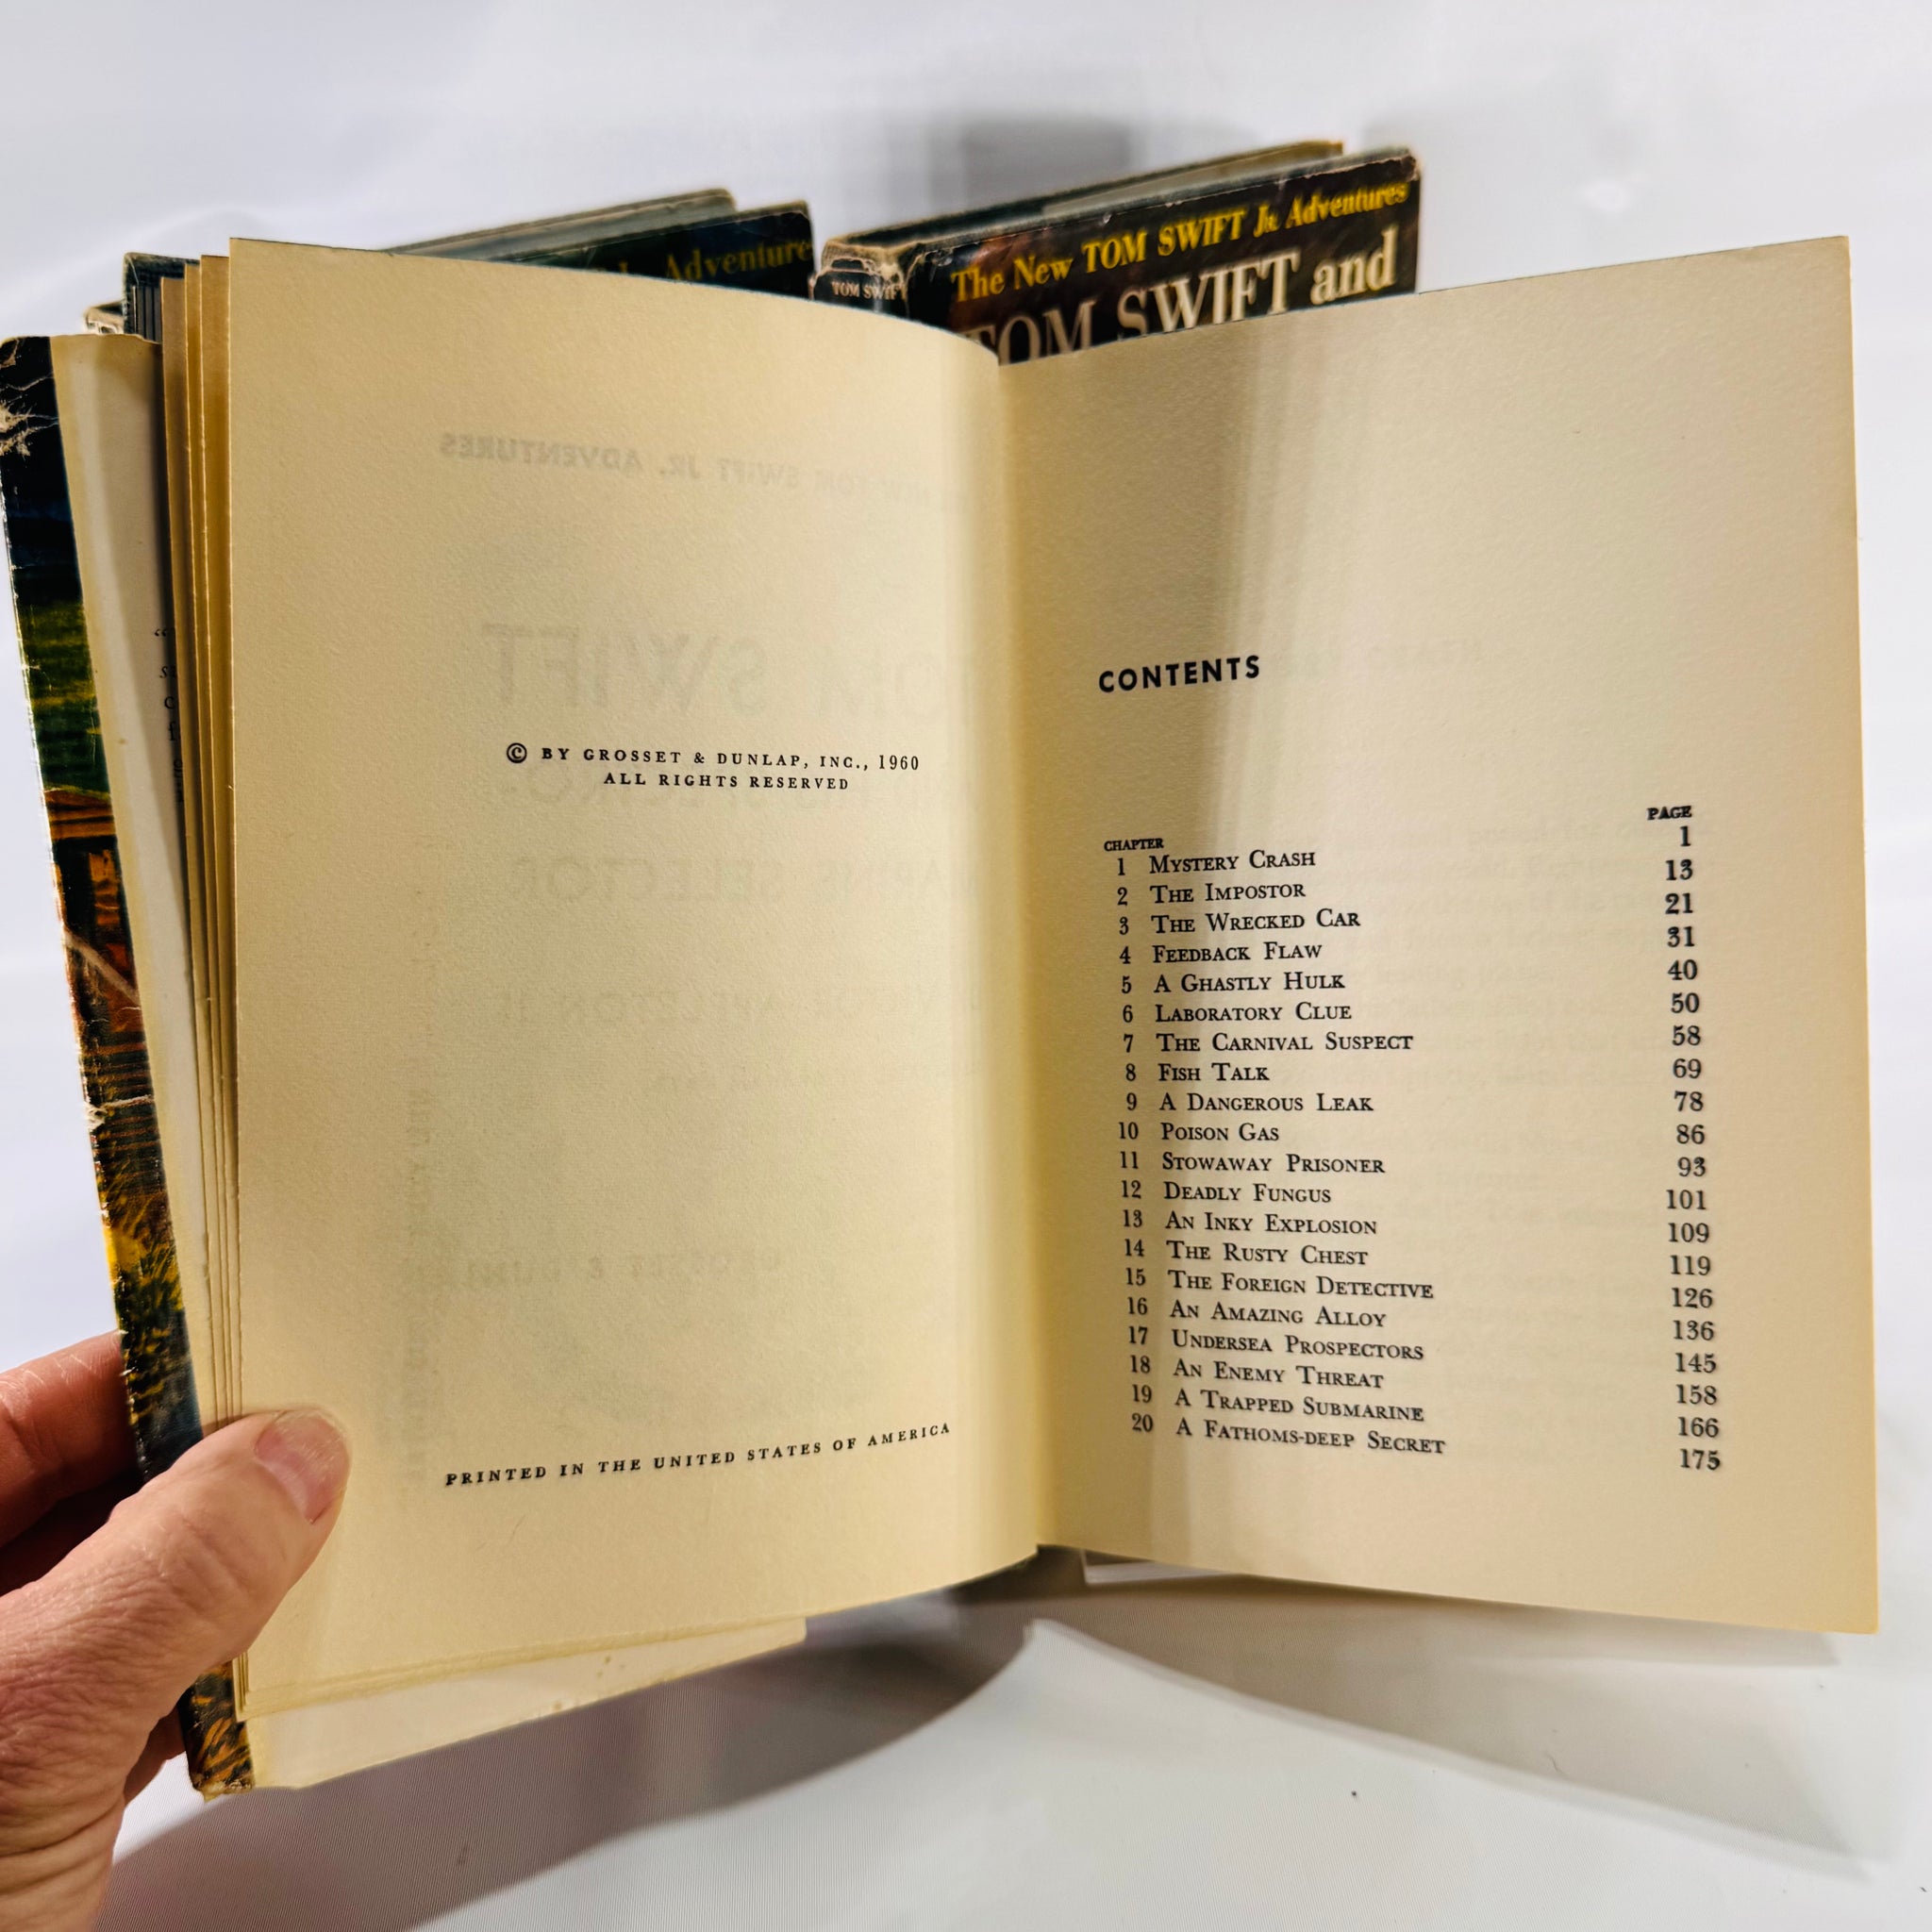 Adventures
TOM SWIFT
The New TOM SWIFT Jr. Adventures
TOM SWIFT and
© BY GROSSET & DUNLAP, INC., 1960
ALL RIGHTS RESERVED
PRINTED IN THE UNITED STATES OF AMERICA
CONTENTS
CHAPTER PAGE
1 MYSTERY CRASH 1
2 THE IMPOSTOR 13
3 THE WRECKED CAR 21
4 FEEDBACK FLAW 31
5 A GHASTLY HULK 40
6 LABORATORY CLUE 50
7 THE CARNIVAL SUSPECT 58
8 FISH TALK 69
9 A DANGEROUS LEAK 78
10 POISON GAS 86
11 STOWAWAY PRISONER 93
12 DEADLY FUNGUS 101
13 AN INKY EXPLOSION 109
14 THE RUSTY CHEST 119
15 THE FOREIGN DETECTIVE 126
16 AN AMAZING ALLOY 136
17 UNDERSEA PROSPECTORS 145
18 AN ENEMY THREAT 158
19 A TRAPPED SUBMARINE 166
20 A FATHOMS-DEEP SECRET 175